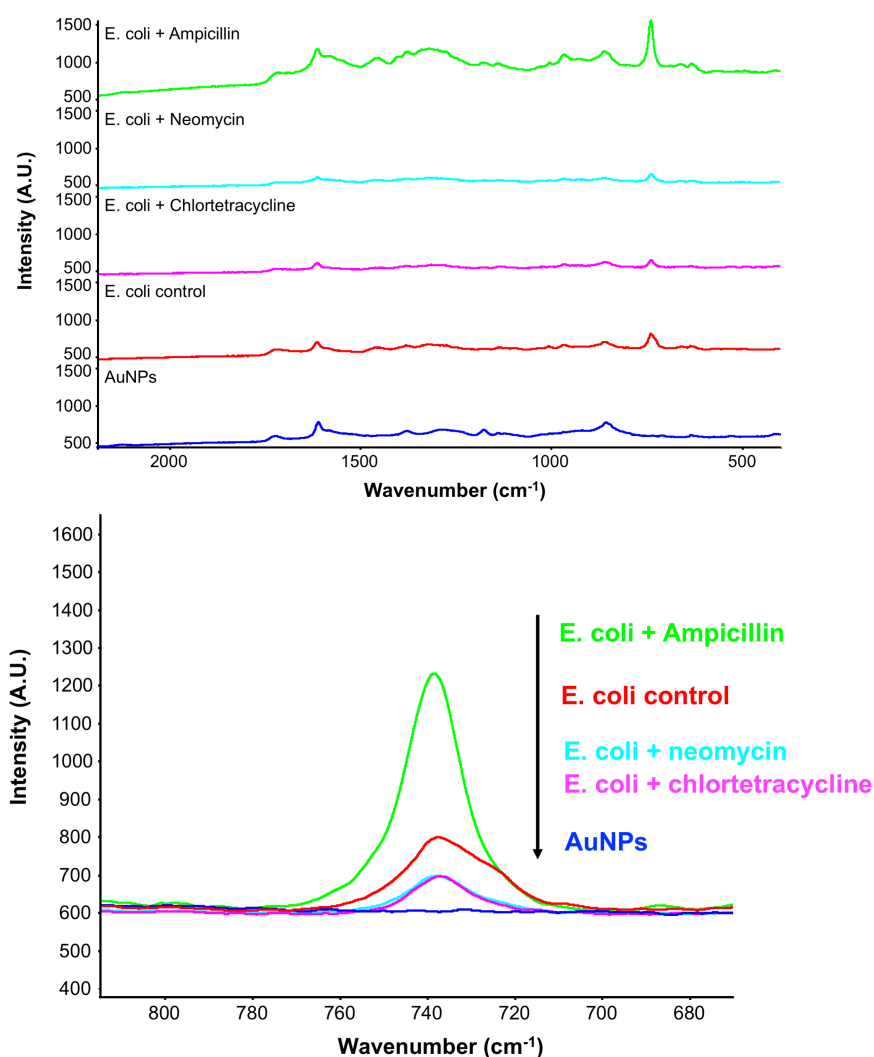 1500
E. coli + Ampicillin
1000
500
1500
E. coli + Neomycin
1000
500
1500
E. coli + Chlortetracycline
1000
500
1500
E. coli control
1000
500
1500
AuNPs
1000
500
Intensity (A.U.)
2000 1500 1000 500
Wavenumber (cm-1)
1600
1500
1400
1300
1200
1100
1000
900
800
700
600
500
400
Intensity (A.U.)
E. coli + Ampicillin
E. coli control
E. coli + neomycin
E. coli + chlortetracycline
AuNPs
800 780 760 740 720 700 680
Wavenumber (cm-1)